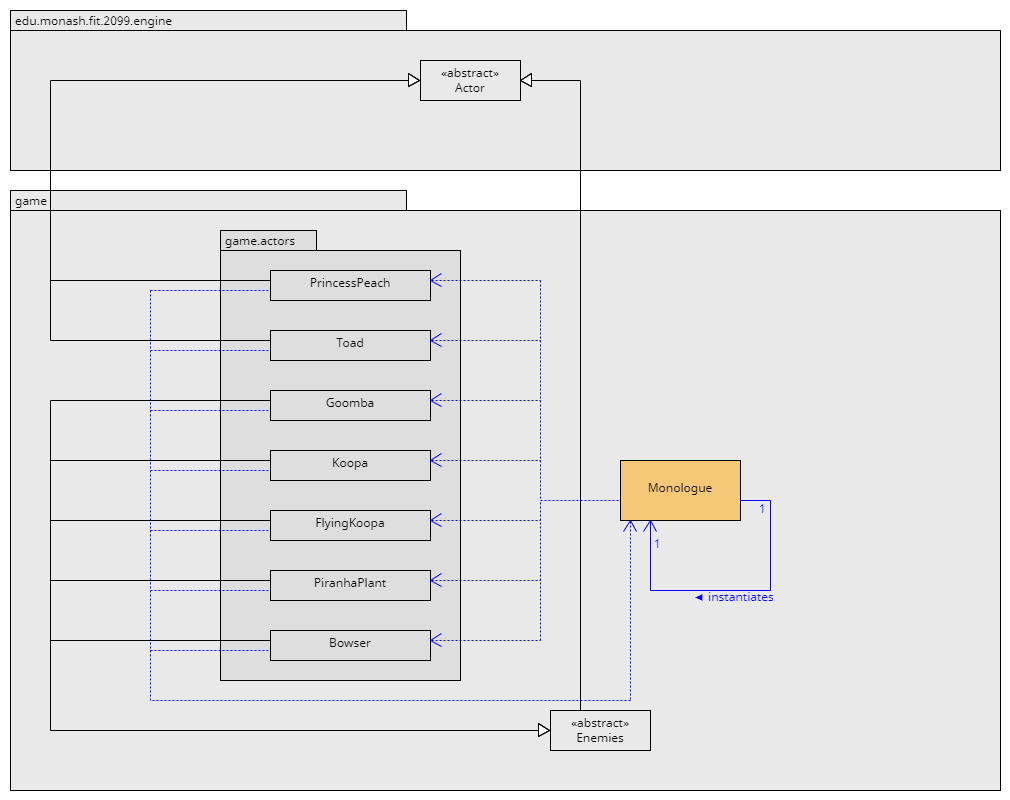 edu.monash.fit.2099.engine
«abstract»
Actor
game
game.actors
PrincessPeach
Toad
Goomba
Koopa
Monologue
1
FlyingKoopa
1
PiranhaPlant
◄ instantiates
Bowser
«abstract»
Enemies